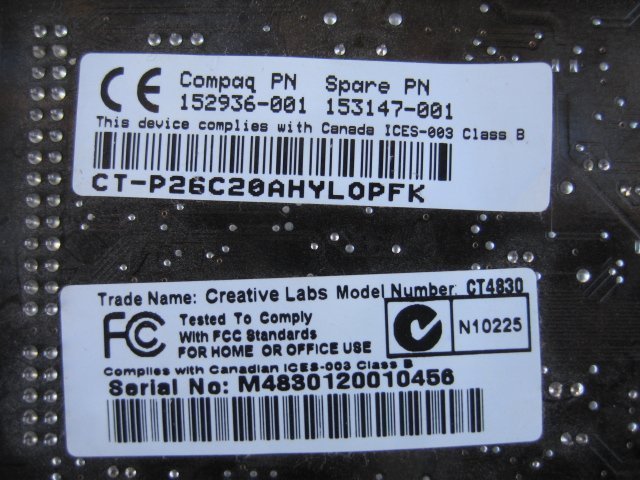 CE Compaq PN Spare PN
152936-001 153147-001
This device complies with Canada ICES-003 Class B
CT-P26C20AHYLOPFK
Trade Name: Creative Labs Model Number: CT4830
FC Tested To Comply
With FCC Standards
FOR HOME OR OFFICE USE
N10225
Complies with Canadian ICES-003 Class B
Serial No: M4830120010456